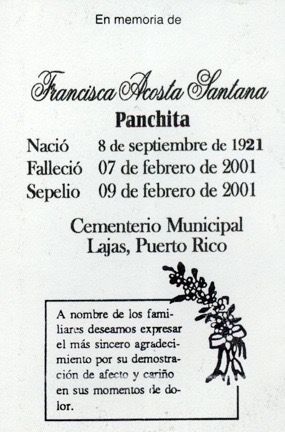 En memoria de
Francisca Acosta Santana
Panchita
Nació 8 de septiembre de 1921
Falleció 07 de febrero de 2001
Sepelio 09 de febrero de 2001
Cementerio Municipal
Lajas, Puerto Rico
A nombre de los fami-
liares deseamos expresar
el más sincero agradeci-
miento por su demostra-
ción de afecto y cariño
en sus momentos de do-
lor.